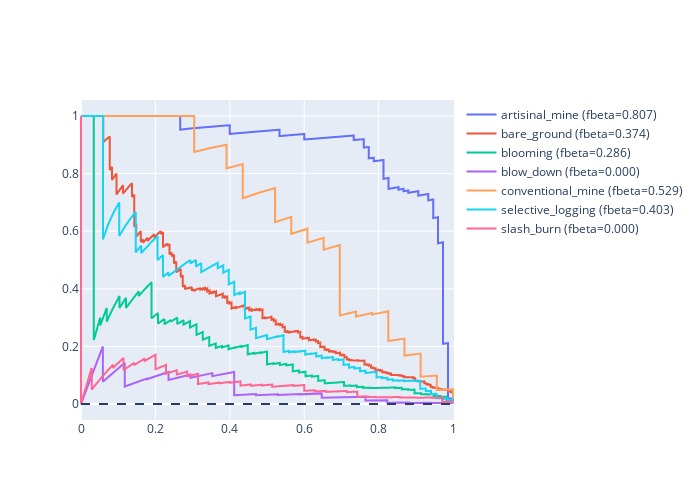 1
0.8
0.6
0.4
0.2
0
0 0.2 0.4 0.6 0.8 1
artisinal_mine (fbeta=0.807)
bare_ground (fbeta=0.374)
blooming (fbeta=0.286)
blow_down (fbeta=0.000)
conventional_mine (fbeta=0.529)
selective_logging (fbeta=0.403)
slash_burn (fbeta=0.000)